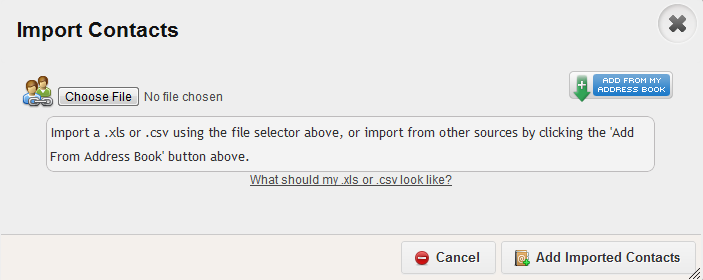 Import Contacts
Choose File No file chosen
ADD FROM MY
ADDRESS BOOK
Import a .xls or .csv using the file selector above, or import from other sources by clicking the 'Add
From Address Book' button above.
What should my .xls or .csv look like?
Cancel Add Imported Contacts